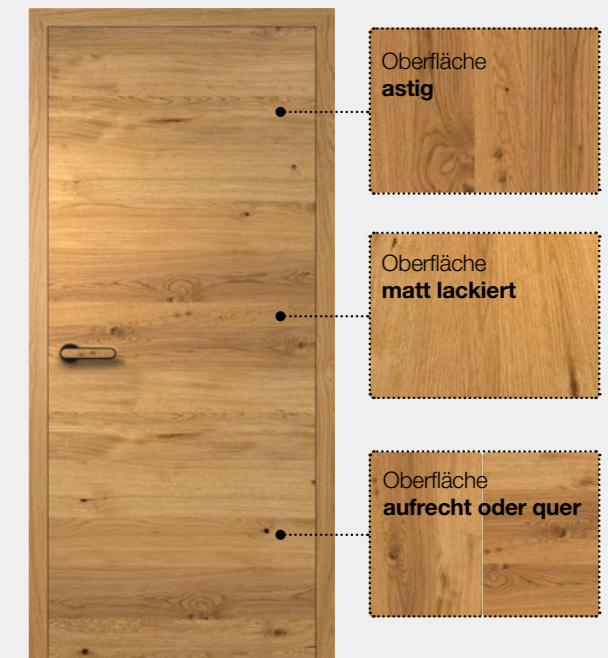 Oberfläche
astig
Oberfläche
matt lackiert
Oberfläche
aufrecht oder quer